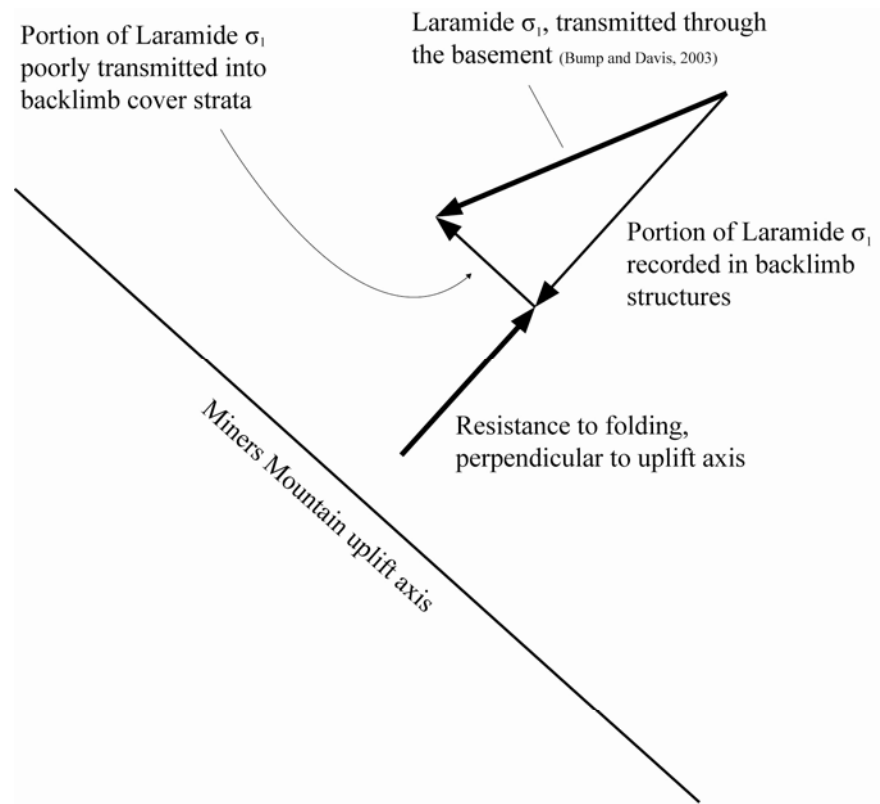 Portion of Laramide σ₁
poorly transmitted into
backlimb cover strata
Laramide σ₁, transmitted through
the basement (Bump and Davis, 2003)
Portion of Laramide σ₁
recorded in backlimb
structures
Resistance to folding,
perpendicular to uplift axis
Miners Mountain uplift axis